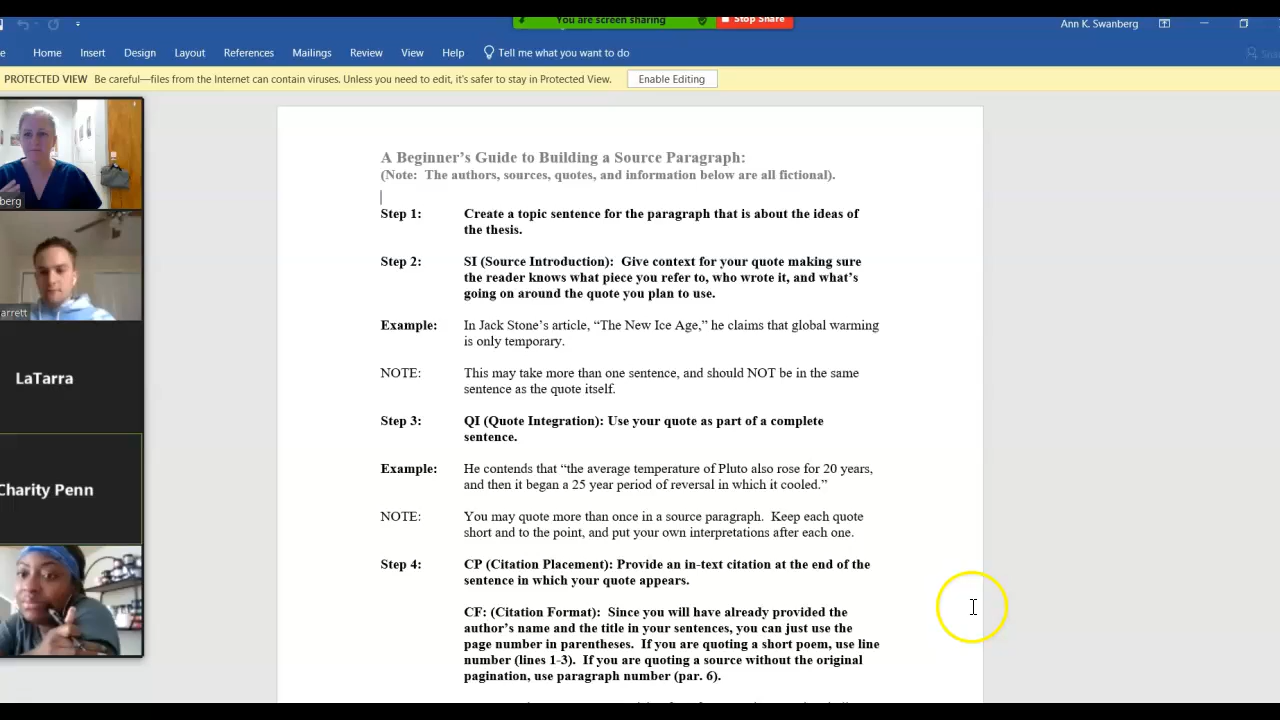 You are screen sharing
Stop Share
Ann K. Swanberg
Home Insert Design Layout References Mailings Review View Help Tell me what you want to do
PROTECTED VIEW Be careful—files from the Internet can contain viruses. Unless you need to edit, it's safer to stay in Protected View. Enable Editing
berg
arrett
LaTarra
Charity Penn
A Beginner's Guide to Building a Source Paragraph:
(Note: The authors, sources, quotes, and information below are all fictional).
Step 1: Create a topic sentence for the paragraph that is about the ideas of
the thesis.
Step 2: SI (Source Introduction): Give context for your quote making sure
the reader knows what piece you refer to, who wrote it, and what's
going on around the quote you plan to use.
Example: In Jack Stone's article, “The New Ice Age,” he claims that global warming
is only temporary.
NOTE: This may take more than one sentence, and should NOT be in the same
sentence as the quote itself.
Step 3: QI (Quote Integration): Use your quote as part of a complete
sentence.
Example: He contends that “the average temperature of Pluto also rose for 20 years,
and then it began a 25 year period of reversal in which it cooled.”
NOTE: You may quote more than once in a source paragraph. Keep each quote
short and to the point, and put your own interpretations after each one.
Step 4: CP (Citation Placement): Provide an in-text citation at the end of the
sentence in which your quote appears.
CF: (Citation Format): Since you will have already provided the
author's name and the title in your sentences, you can just use the
page number in parentheses. If you are quoting a short poem, use line
number (lines 1-3). If you are quoting a source without the original
pagination, use paragraph number (par. 6).